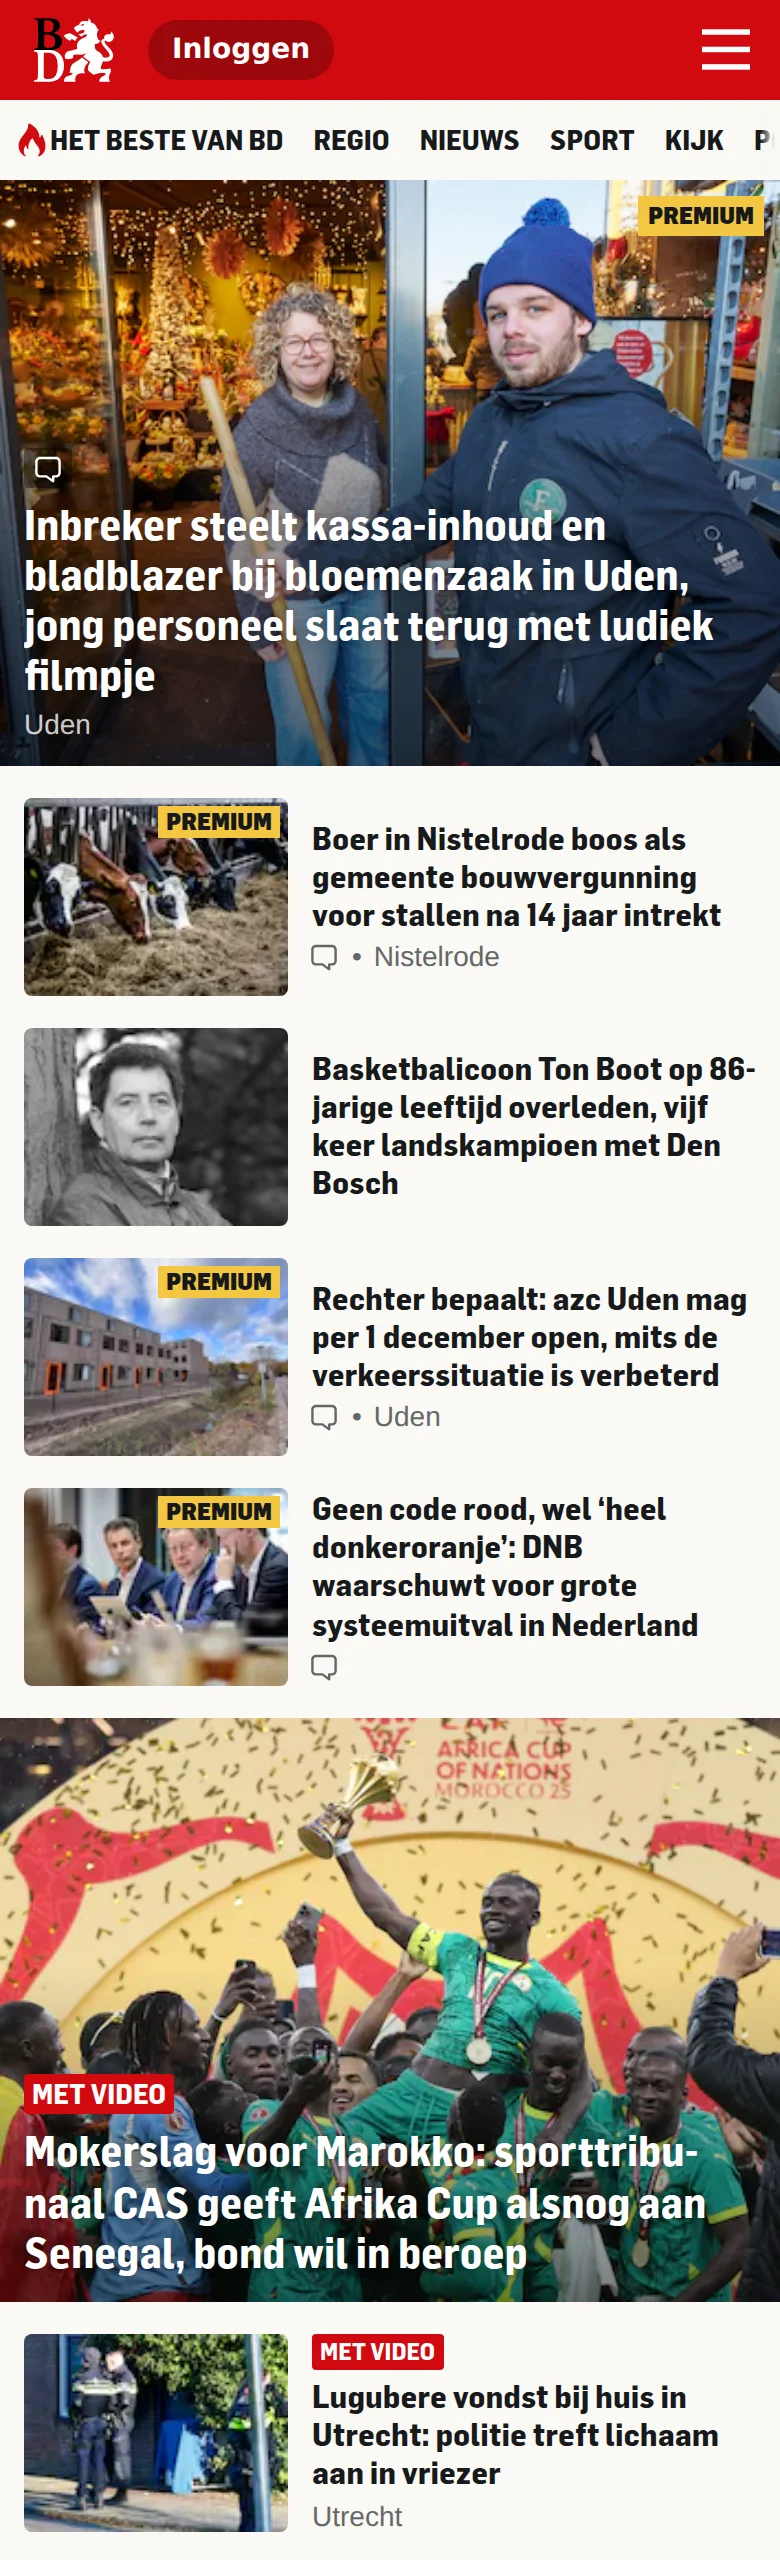 BD
Inloggen
HET BESTE VAN BD REGIO NIEUWS SPORT KIJK
PREMIUM
Inbreker steelt kassa-inhoud en
bladblazer bij bloemenzaak in Uden,
jong personeel slaat terug met ludiek
filmpje
Uden
PREMIUM
Boer in Nistelrode boos als
gemeente bouwvergunning
voor stallen na 14 jaar intrekt
• Nistelrode
Basketbalicoon Ton Boot op 86-
jarige leeftijd overleden, vijf
keer landskampioen met Den
Bosch
PREMIUM
Rechter bepaalt: azc Uden mag
per 1 december open, mits de
verkeerssituatie is verbeterd
• Uden
PREMIUM
Geen code rood, wel ‘heel
donkeroranje’: DNB
waarschuwt voor grote
systeemuitval in Nederland
AFRICA CUP
OF NATIONS
MOROCCO 25
MET VIDEO
Mokerslag voor Marokko: sporttribu-
naal CAS geeft Afrika Cup alsnog aan
Senegal, bond wil in beroep
MET VIDEO
Lugubere vondst bij huis in
Utrecht: politie treft lichaam
aan in vriezer
Utrecht